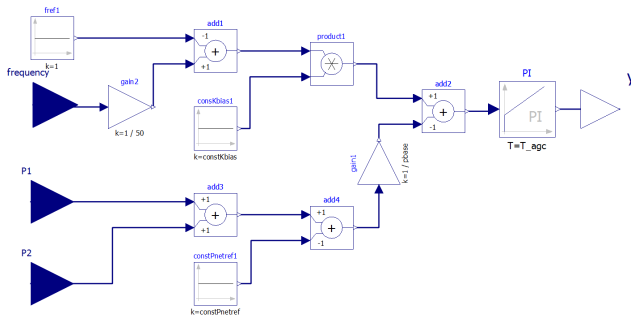 fref1
k=1
frequency
gain2
k=1 / 50
add1
-1
+
+1
consKbias1
k=constKbias
product1
add2
+1
+
-1
PI
PI
T=T_agc
y
gain1
k=1 / pbase
P1
P2
add3
+1
+
+1
constPnetref1
k=constPnetref
add4
+1
+
-1